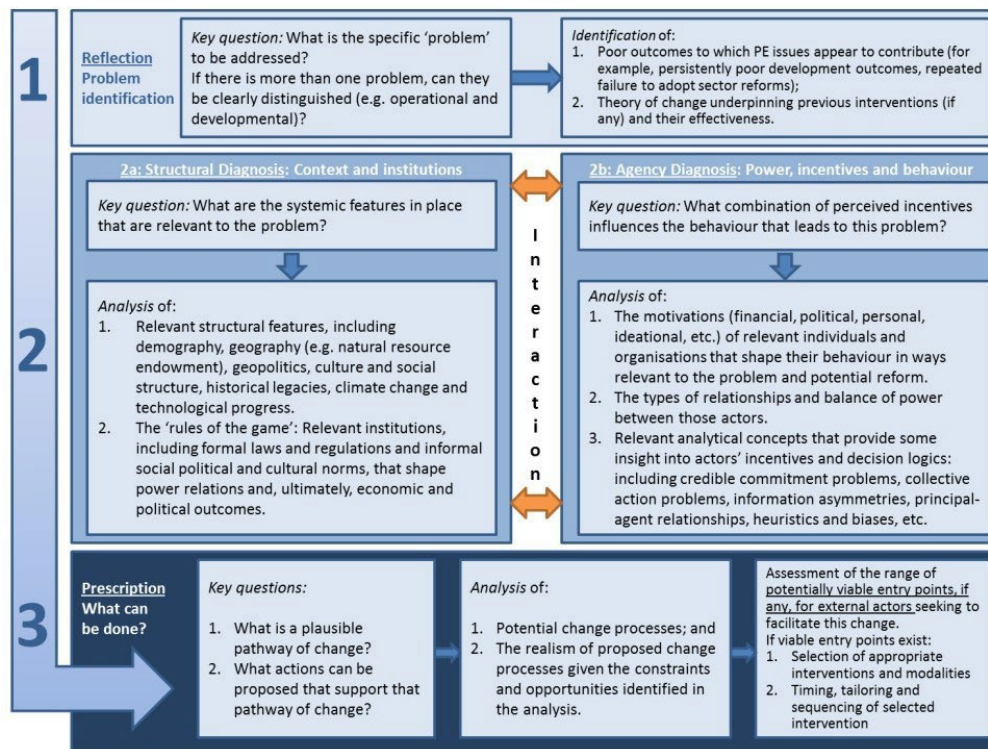 1
Reflection
Problem
identification
Key question: What is the specific ‘problem’
to be addressed?
If there is more than one problem, can they
be clearly distinguished (e.g. operational and
developmental)?
Identification of:
1. Poor outcomes to which PE issues appear to contribute (for
example, persistently poor development outcomes, repeated
failure to adopt sector reforms);
2. Theory of change underpinning previous interventions (if
any) and their effectiveness.
2
2a: Structural Diagnosis: Context and institutions
Key question: What are the systemic features in place
that are relevant to the problem?
Analysis of:
1. Relevant structural features, including
demography, geography (e.g. natural resource
endowment), geopolitics, culture and social
structure, historical legacies, climate change and
technological progress.
2. The ‘rules of the game’: Relevant institutions,
including formal laws and regulations and informal
social political and cultural norms, that shape
power relations and, ultimately, economic and
political outcomes.
Interaction
2b: Agency Diagnosis: Power, incentives and behaviour
Key question: What combination of perceived incentives
influences the behaviour that leads to this problem?
Analysis of:
1. The motivations (financial, political, personal,
ideational, etc.) of relevant individuals and
organisations that shape their behaviour in ways
relevant to the problem and potential reform.
2. The types of relationships and balance of power
between those actors.
3. Relevant analytical concepts that provide some
insight into actors’ incentives and decision logics:
including credible commitment problems, collective
action problems, information asymmetries, principal-
agent relationships, heuristics and biases, etc.
3
Prescription
What can
be done?
Key questions:
1. What is a plausible
pathway of change?
2. What actions can be
proposed that support that
pathway of change?
Analysis of:
1. Potential change processes; and
2. The realism of proposed change
processes given the constraints
and opportunities identified in
the analysis.
Assessment of the range of
potentially viable entry points, if
any, for external actors seeking to
facilitate this change.
If viable entry points exist:
1. Selection of appropriate
interventions and modalities
2. Timing, tailoring and
sequencing of selected
intervention